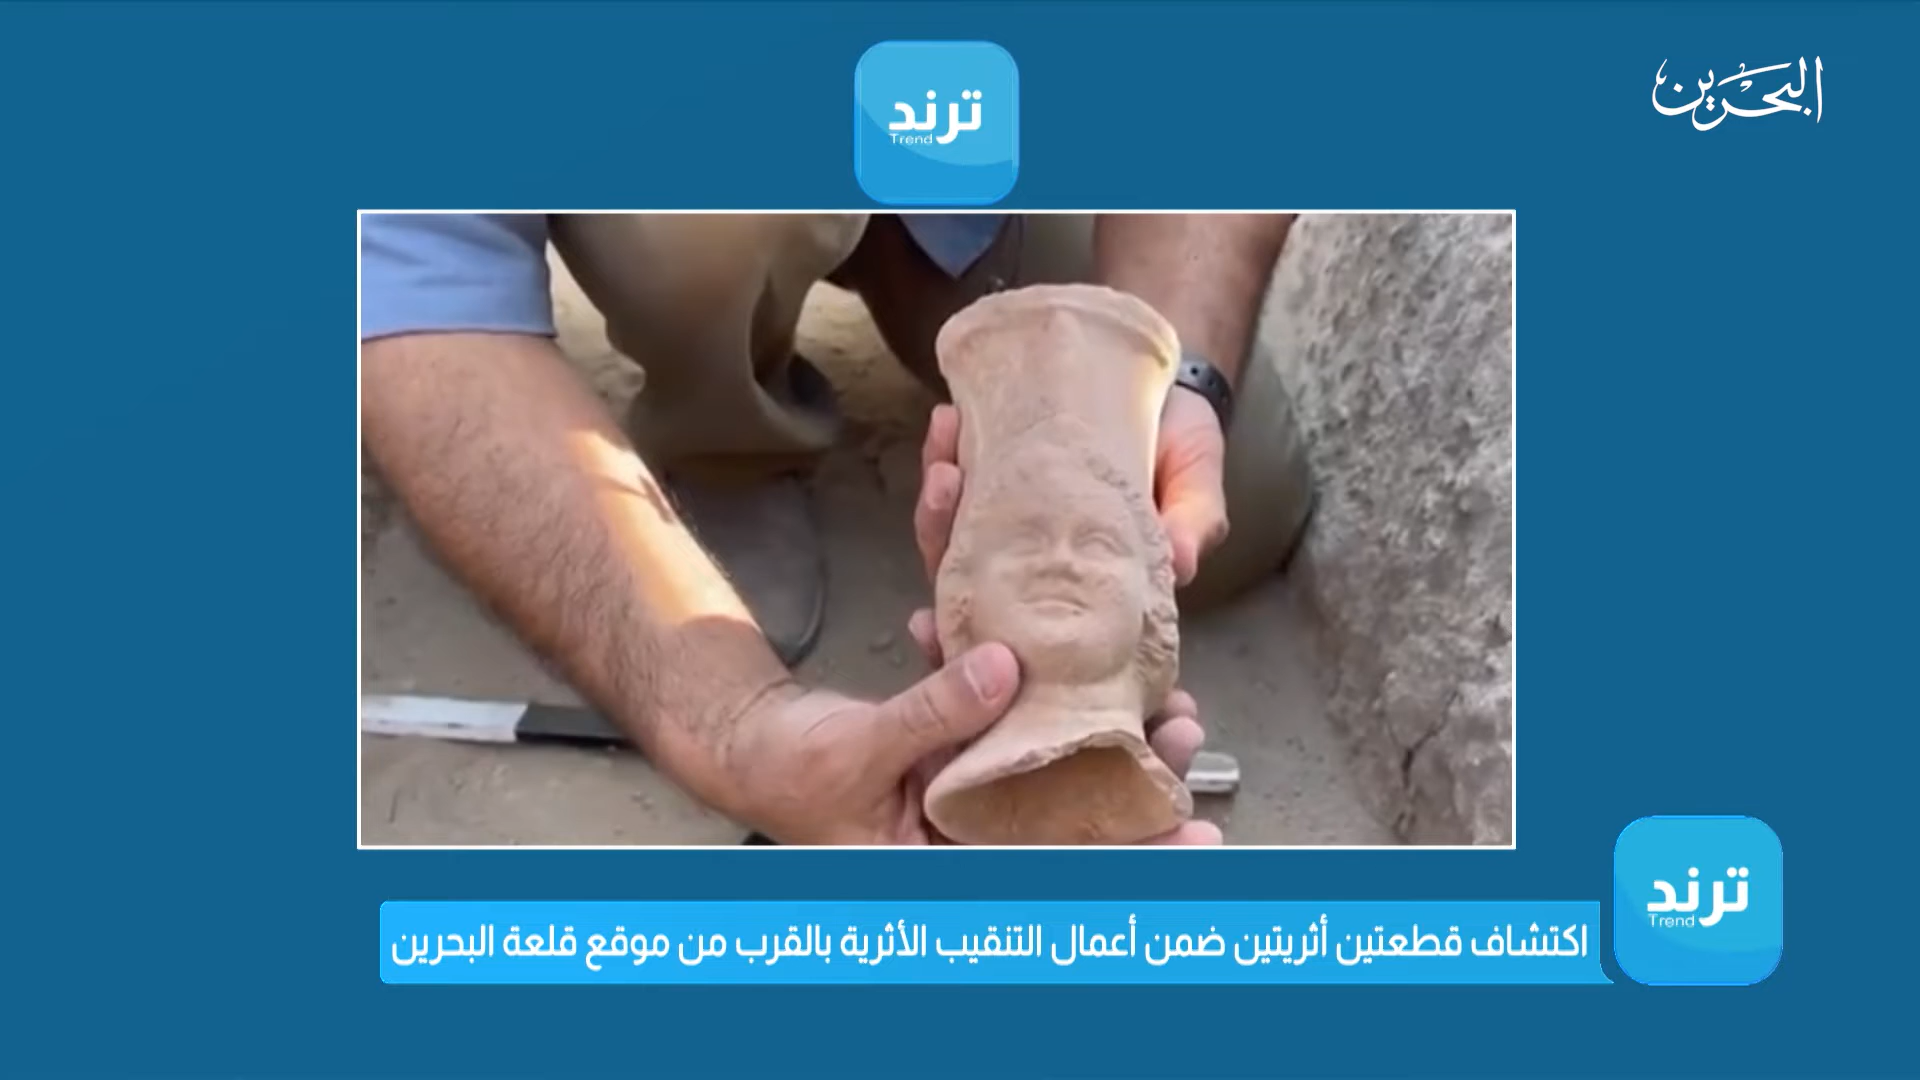 البحرين
ترند
Trend
ترند
Trend
اكتشاف قطعتين أثريتين ضمن أعمال التنقيب الأثرية بالقرب من موقع قلعة البحرين